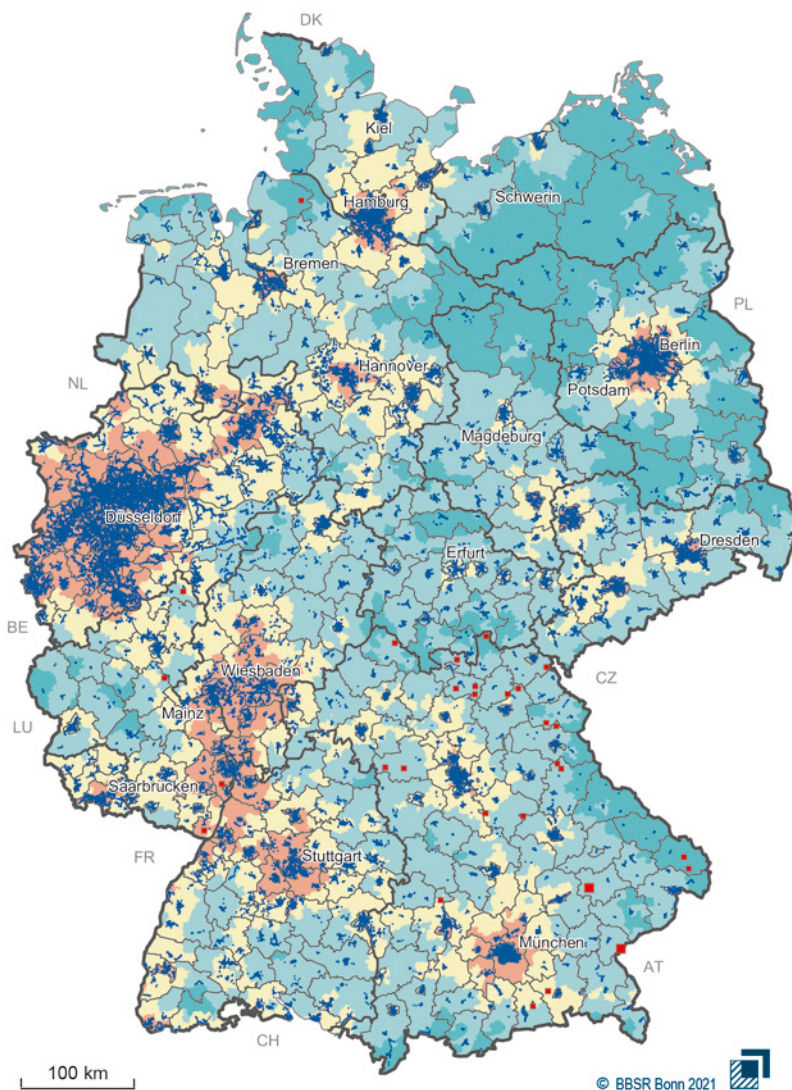 DK
Kiel
Hamburg
Schwerin
Bremen
PL
Berlin
Hannover
NL
Potsdam
Magdeburg
Düsseldorf
Dresden
Erfurt
BE
Wiesbaden
CZ
Mainz
LU
Saarbrücken
FR
Stuttgart
München
AT
CH
100 km
© BBSR Bonn 2021